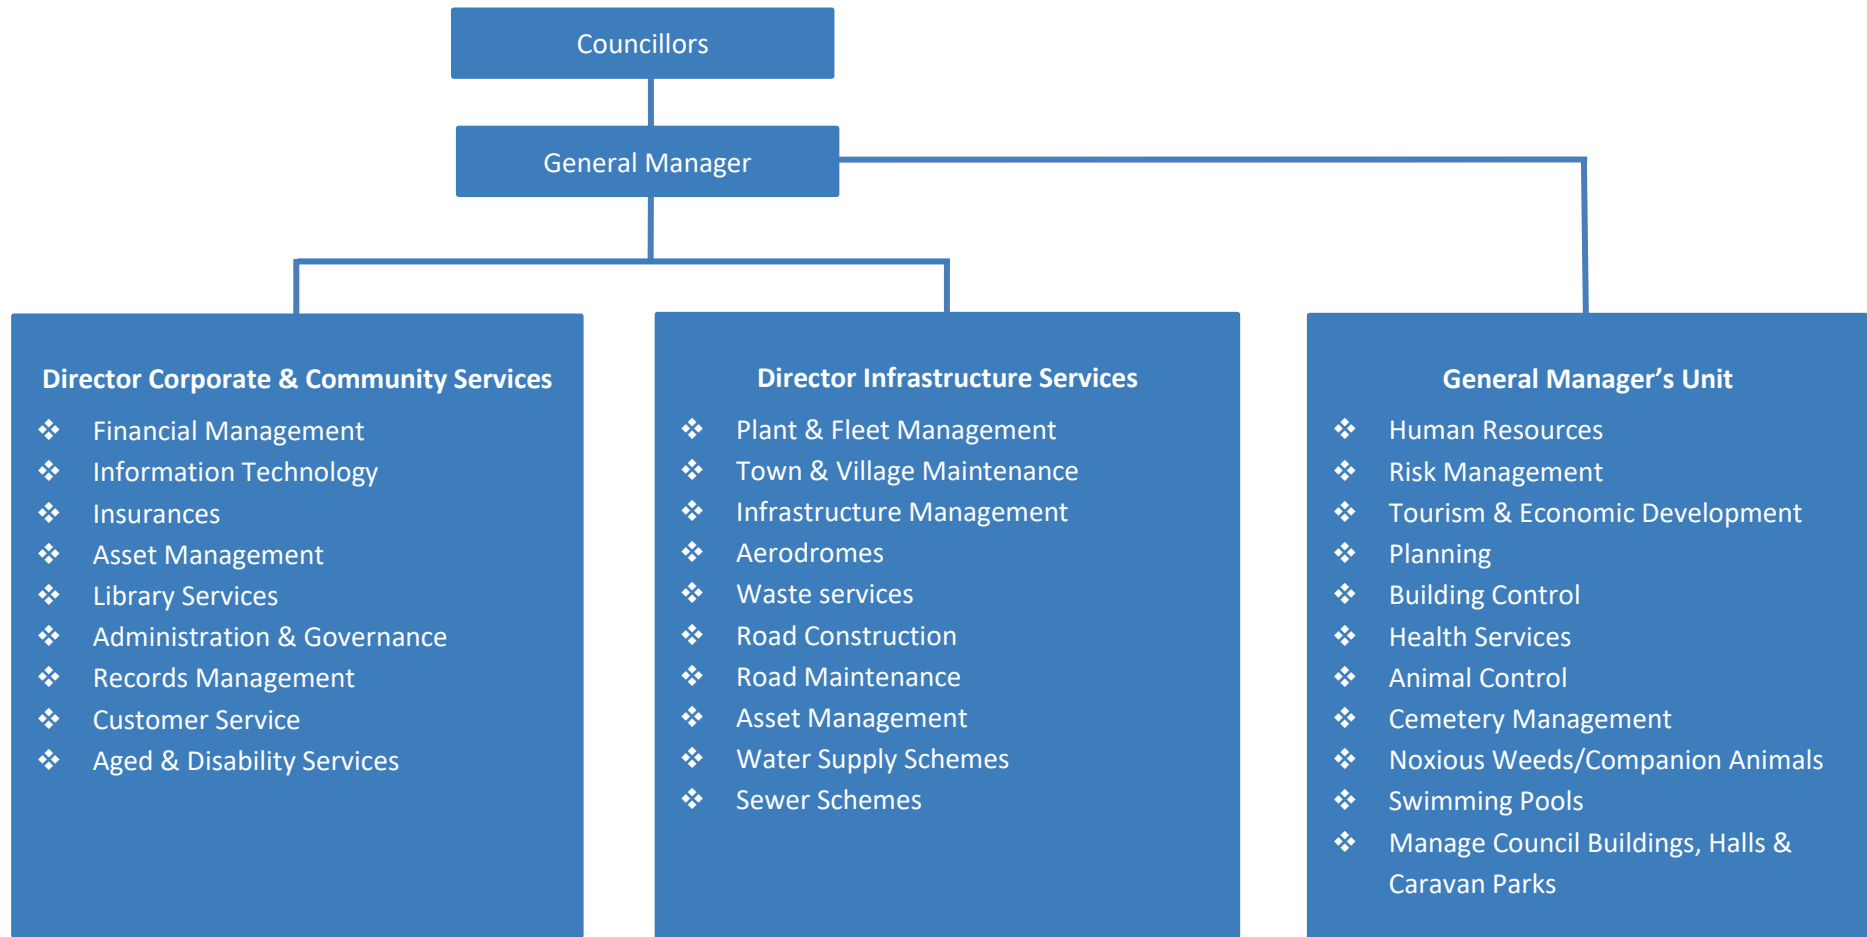 Councillors
General Manager
Director Corporate & Community Services
❖ Financial Management
❖ Information Technology
❖ Insurances
❖ Asset Management
❖ Library Services
❖ Administration & Governance
❖ Records Management
❖ Customer Service
❖ Aged & Disability Services
Director Infrastructure Services
❖ Plant & Fleet Management
❖ Town & Village Maintenance
❖ Infrastructure Management
❖ Aerodromes
❖ Waste services
❖ Road Construction
❖ Road Maintenance
❖ Asset Management
❖ Water Supply Schemes
❖ Sewer Schemes
General Manager’s Unit
❖ Human Resources
❖ Risk Management
❖ Tourism & Economic Development
❖ Planning
❖ Building Control
❖ Health Services
❖ Animal Control
❖ Cemetery Management
❖ Noxious Weeds/Companion Animals
❖ Swimming Pools
❖ Manage Council Buildings, Halls &
Caravan Parks